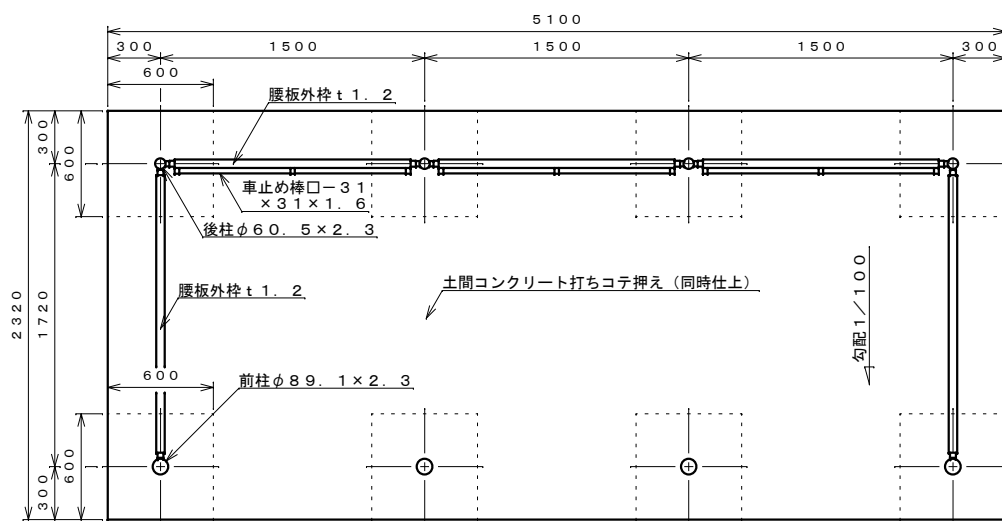 5100
300
1500
1500
1500
300
600
腰板外枠ｔ１．２
300
600
車止め棒□－３１
×３１×１．６
後柱φ６０．５×２．３
腰板外枠ｔ１．２
土間コンクリート打ちコテ押え（同時仕上）
勾配１／１００
2320
1720
600
前柱φ８９．１×２．３
600
300